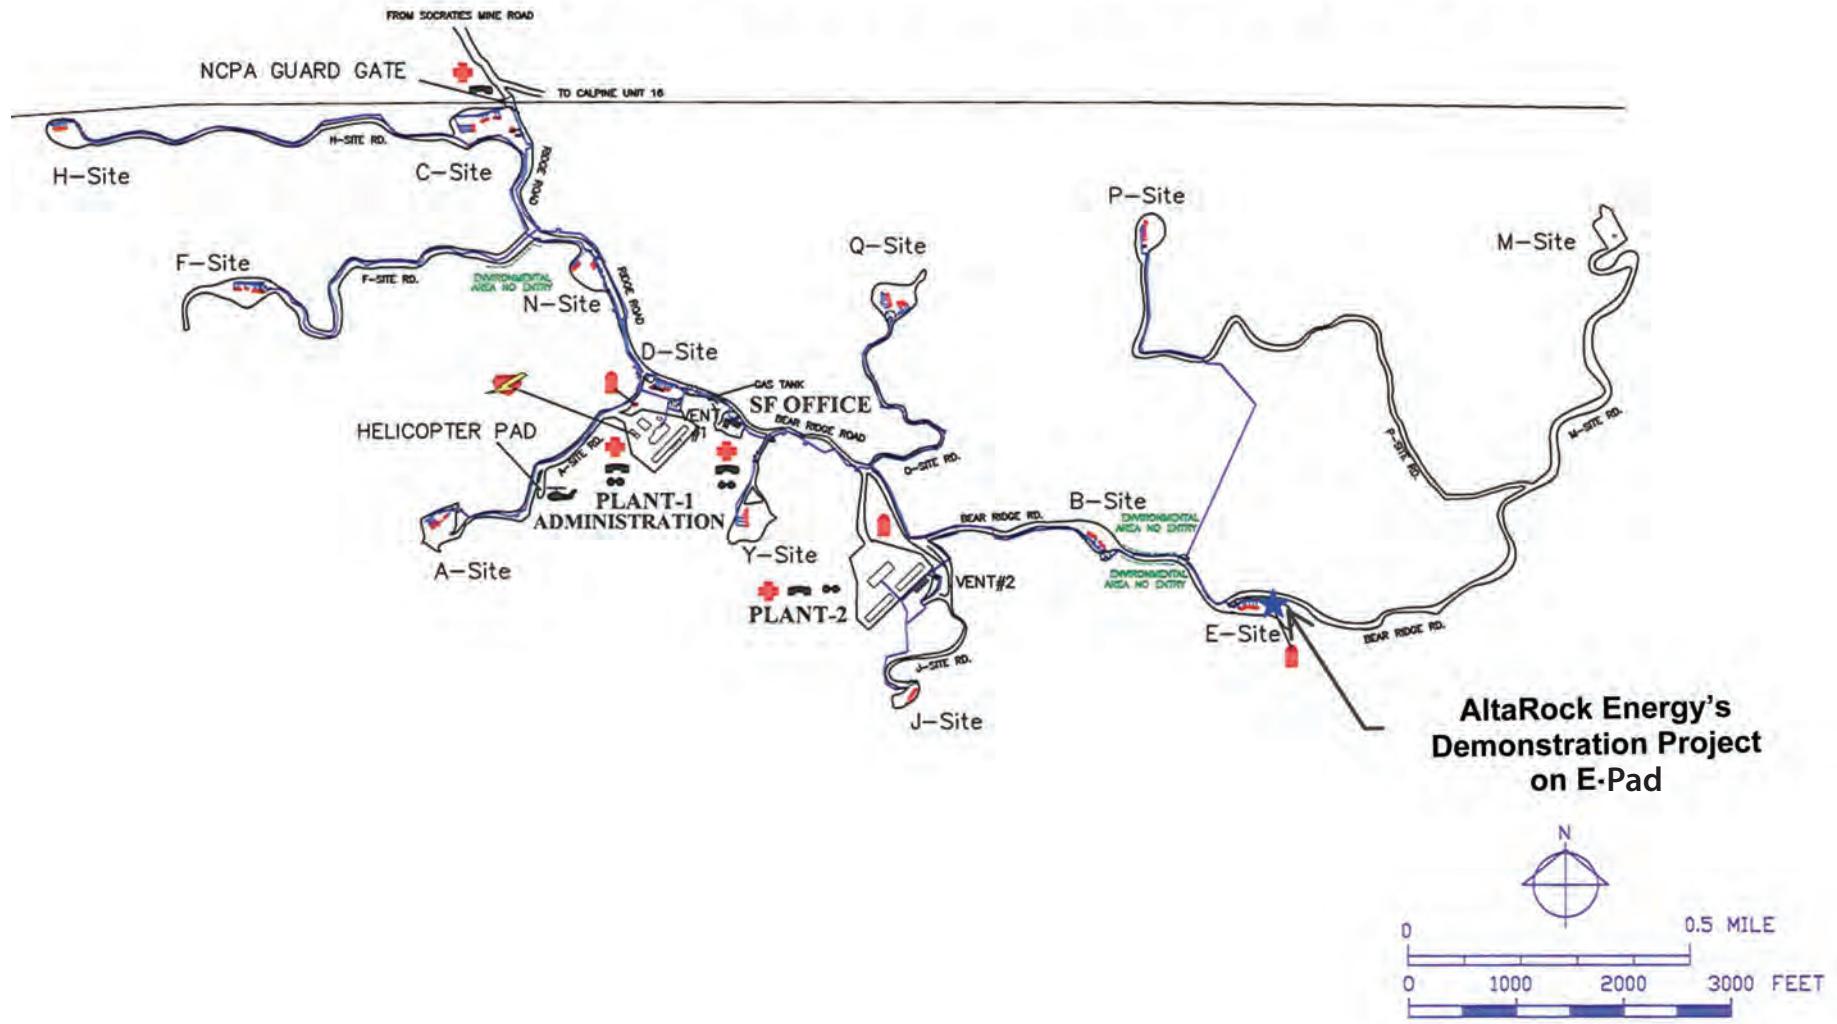 FROM SOCRATIES MINE ROAD
NCPA GUARD GATE
TO CALPINE UNIT 16
H-SITE RD.
H-Site
C-Site
RIDGE ROAD
P-Site
M-Site
Q-Site
F-Site
F-SITE RD.
ENVIRONMENTAL
AREA NO ENTRY
N-Site
RIDGE ROAD
D-Site
GAS TANK
SF OFFICE
VENT
#1
BEAR RIDGE ROAD
HELICOPTER PAD
A-SITE RD.
M-SITE RD.
P-SITE RD.
Q-SITE RD.
PLANT-1
ADMINISTRATION
B-Site
BEAR RIDGE RD.
ENVIRONMENTAL
AREA NO ENTRY
Y-Site
A-Site
ENVIRONMENTAL
AREA NO ENTRY
VENT#2
PLANT-2
E-Site
BEAR RIDGE RD.
J-SITE RD.
J-Site
AltaRock Energy's
Demonstration Project
on E-Pad
N
0 0.5 MILE
0 1000 2000 3000 FEET